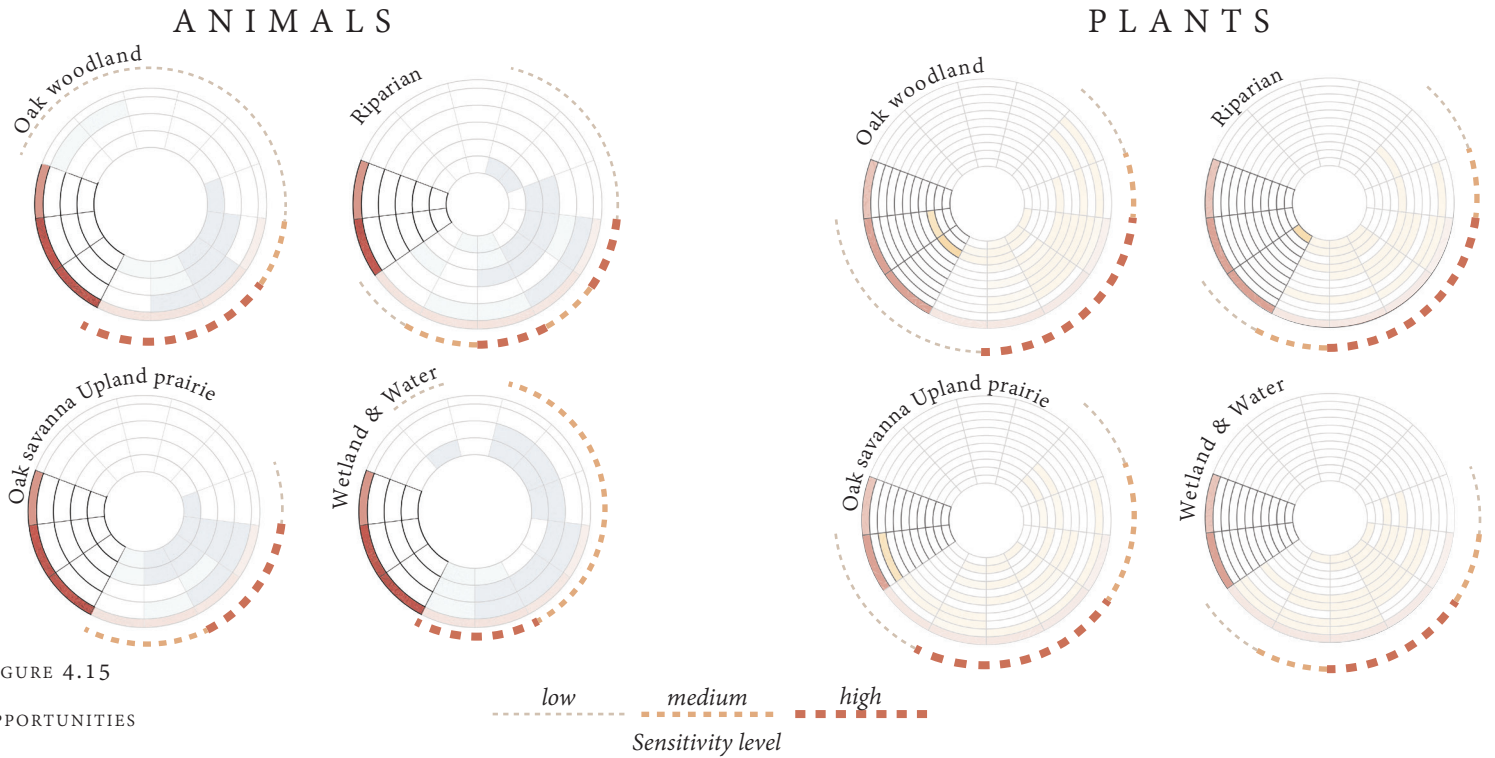 ANIMALS
PLANTS
Oak woodland
Riparian
Oak woodland
Riparian
Oak savanna Upland prairie
Wetland & Water
Oak savanna Upland prairie
Wetland & Water
GURE 4.15
PPORTUNITIES
low medium high
Sensitivity level